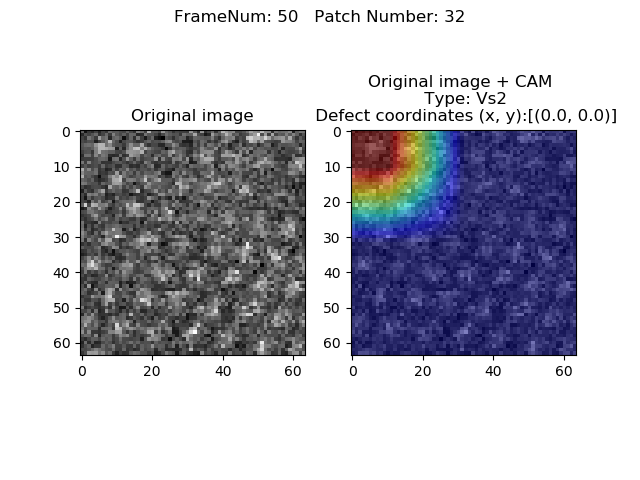 FrameNum: 50   Patch Number: 32
Original image
0
10
20
30
40
50
60
0 20 40 60
Original image + CAM
Type: Vs2
Defect coordinates (x, y):[(0.0, 0.0)]
0
10
20
30
40
50
60
0 20 40 60